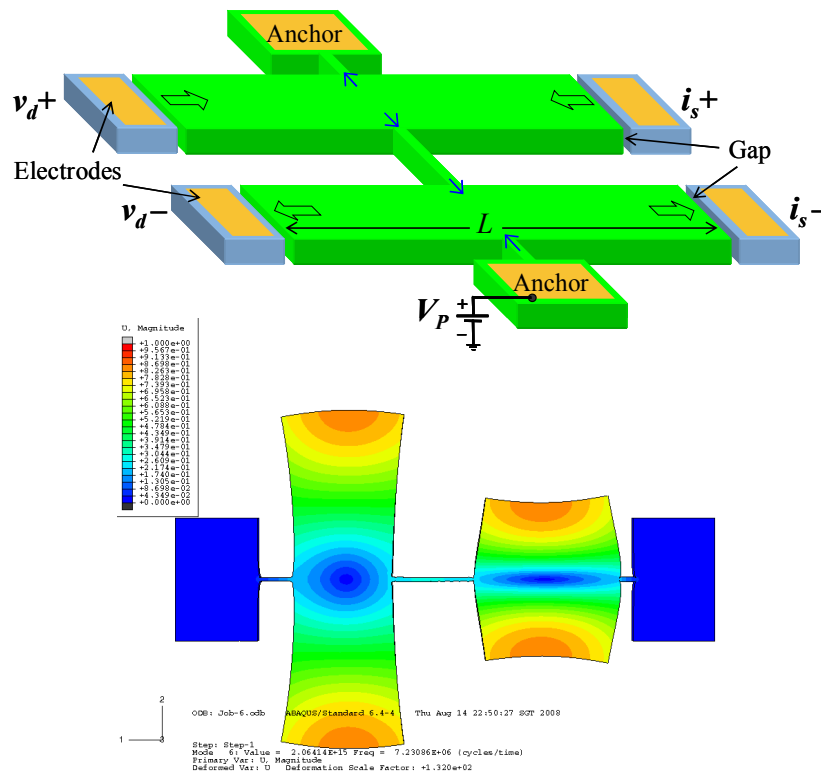 Anchor
v_d+
i_s+
Electrodes
Gap
v_d−
L
i_s−
Anchor
V_P
+
−
U, Magnitude
+1.000e+00
+9.567e-01
+9.133e-01
+8.698e-01
+8.263e-01
+7.828e-01
+7.393e-01
+6.958e-01
+6.523e-01
+6.088e-01
+5.653e-01
+5.219e-01
+4.784e-01
+4.349e-01
+3.914e-01
+3.479e-01
+3.044e-01
+2.609e-01
+2.174e-01
+1.740e-01
+1.305e-01
+8.698e-02
+4.349e-02
+0.000e+00
2
1
3
ODB: Job-6.odb ABAQUS/Standard 6.4-4 Thu Aug 14 22:50:27 SGT 2008
Step: Step-1
Mode 6: Value = 2.06414E+15 Freq = 7.23086E+06 (cycles/time)
Primary Var: U, Magnitude
Deformed Var: U Deformation Scale Factor: +1.320e+02